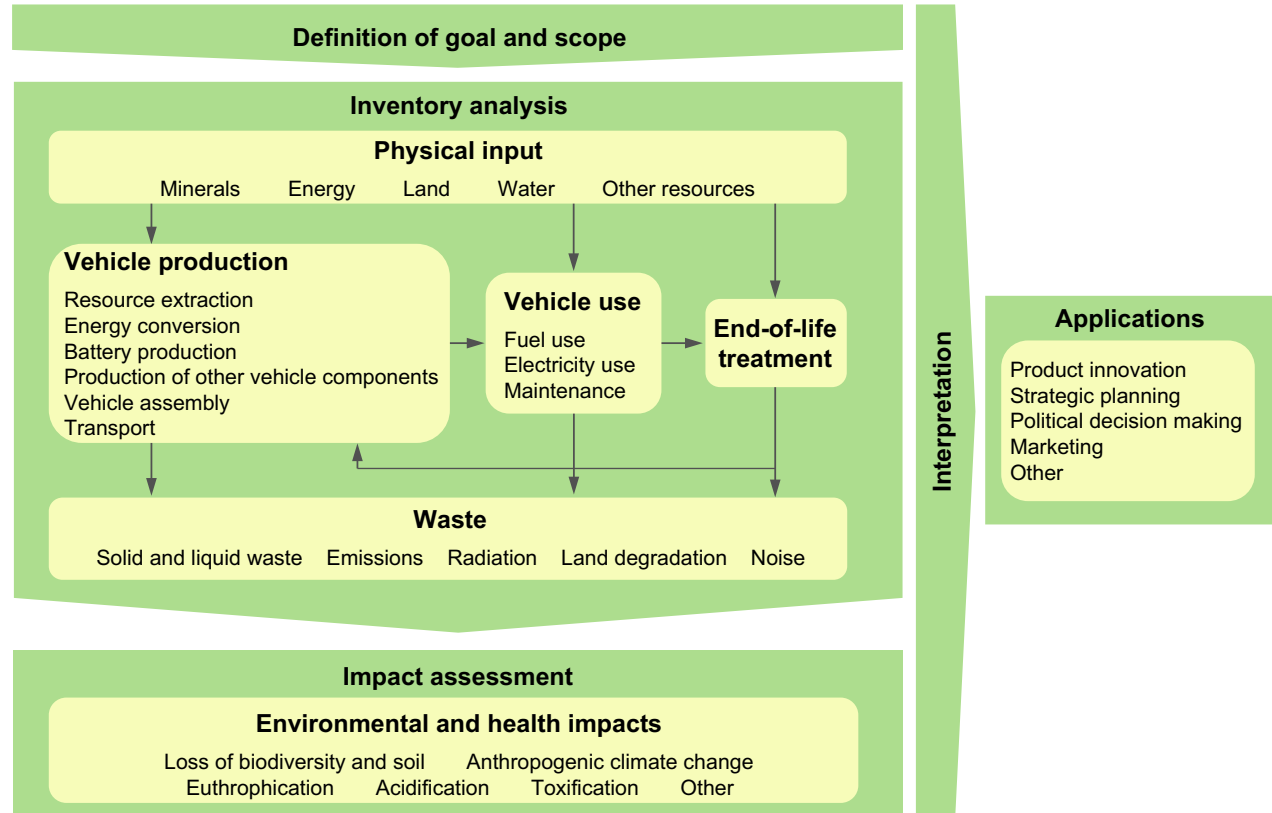 Definition of goal and scope
Inventory analysis
Physical input
Minerals Energy Land Water Other resources
Vehicle production
Resource extraction
Energy conversion
Battery production
Production of other vehicle components
Vehicle assembly
Transport
Vehicle use
Fuel use
Electricity use
Maintenance
End-of-life
treatment
Waste
Solid and liquid waste Emissions Radiation Land degradation Noise
Impact assessment
Environmental and health impacts
Loss of biodiversity and soil Anthropogenic climate change
Euthrophication Acidification Toxification Other
Interpretation
Applications
Product innovation
Strategic planning
Political decision making
Marketing
Other